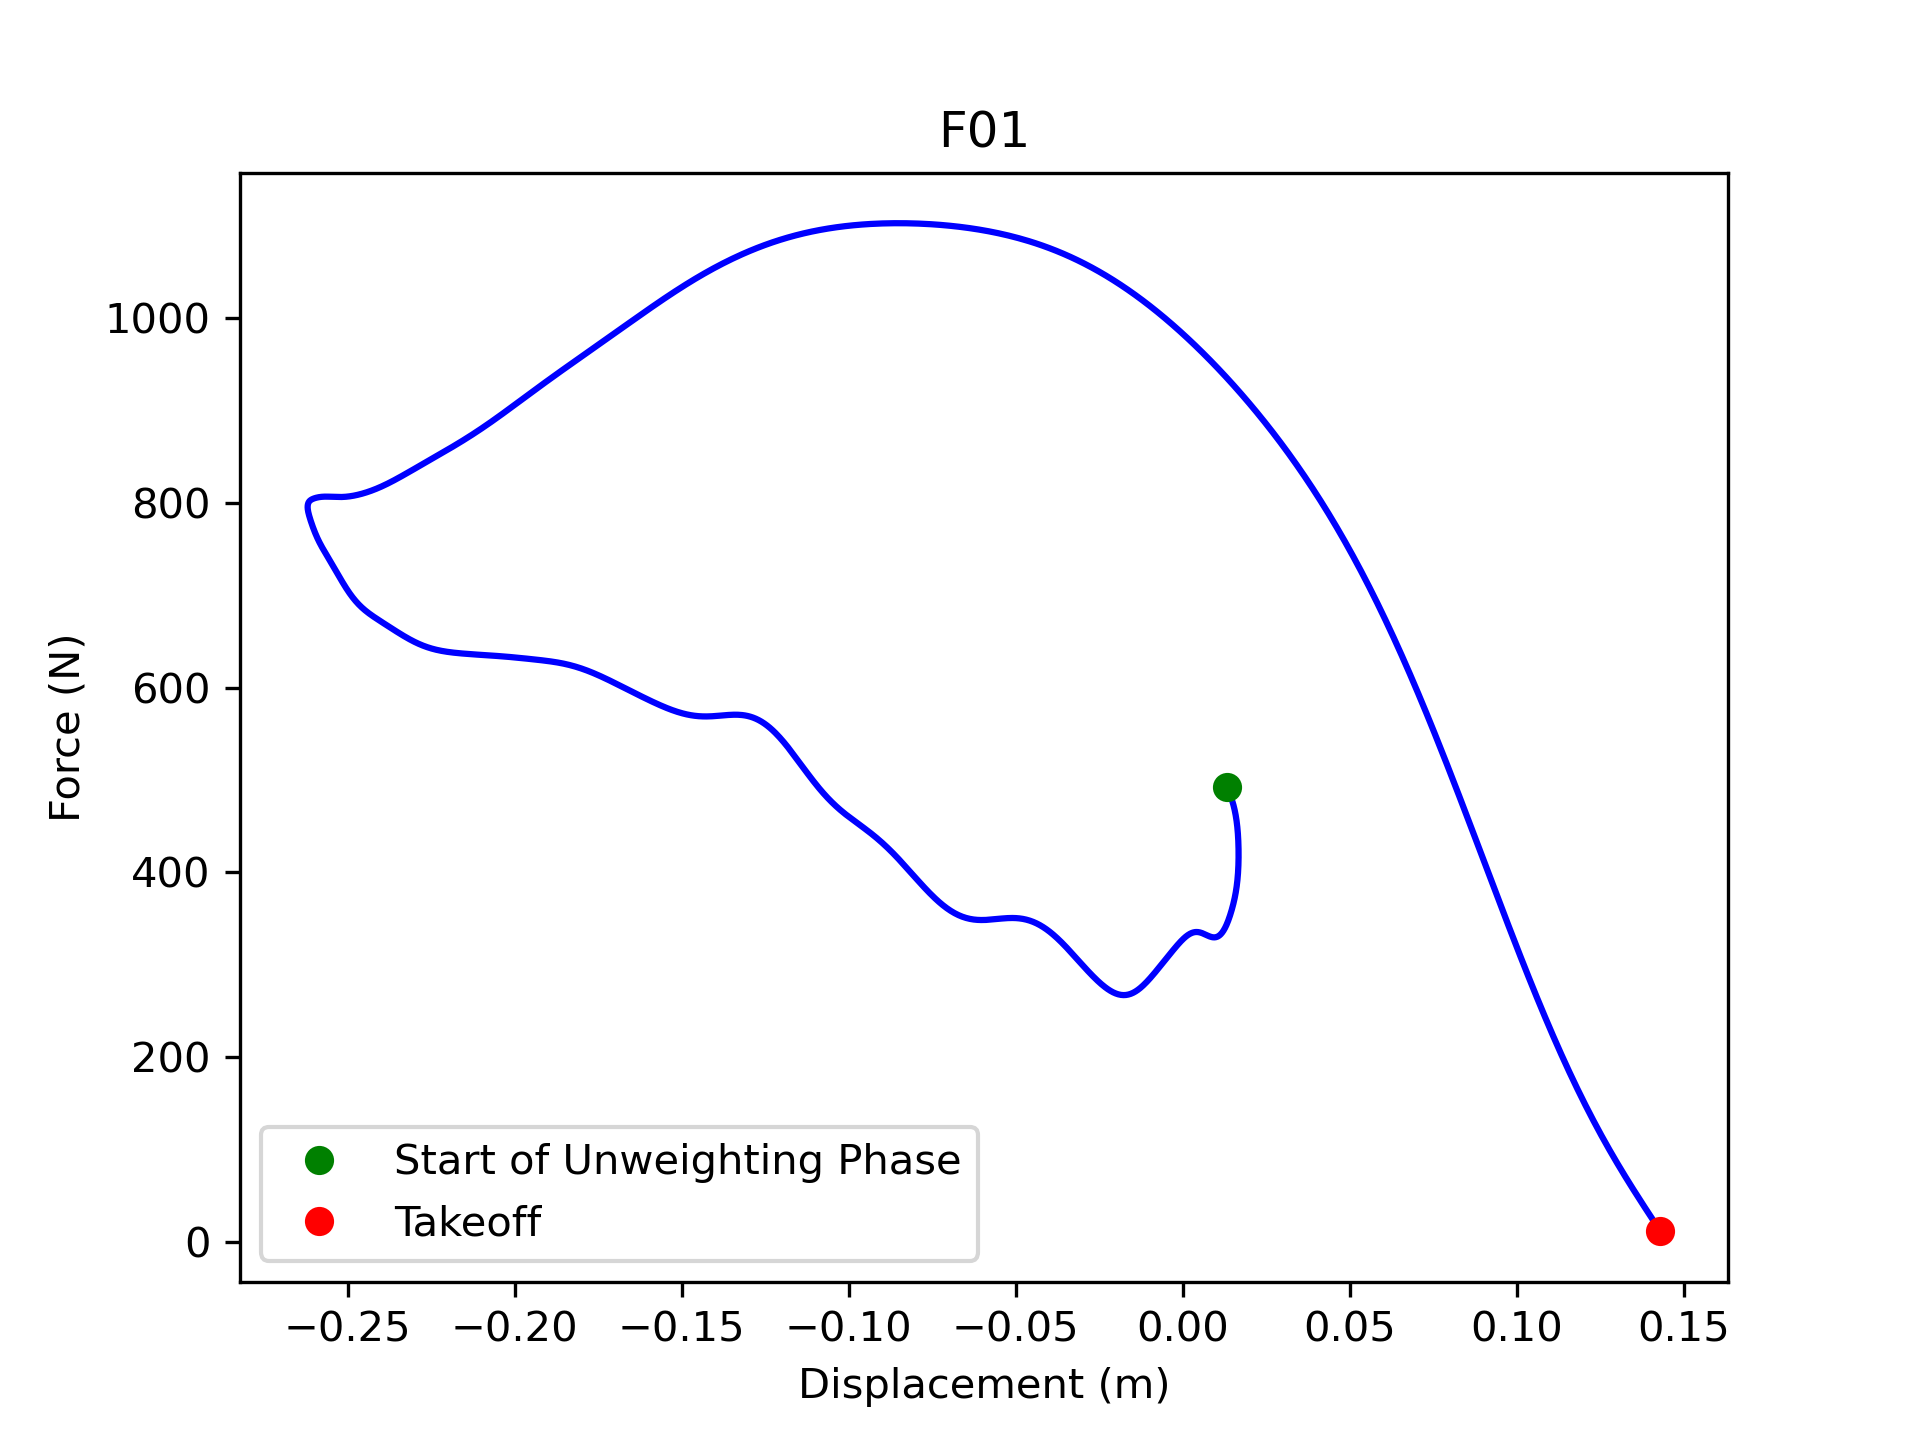 F01
1000
800
600
400
200
0
Force (N)
Start of Unweighting Phase
Takeoff
−0.25 −0.20 −0.15 −0.10 −0.05 0.00 0.05 0.10 0.15
Displacement (m)